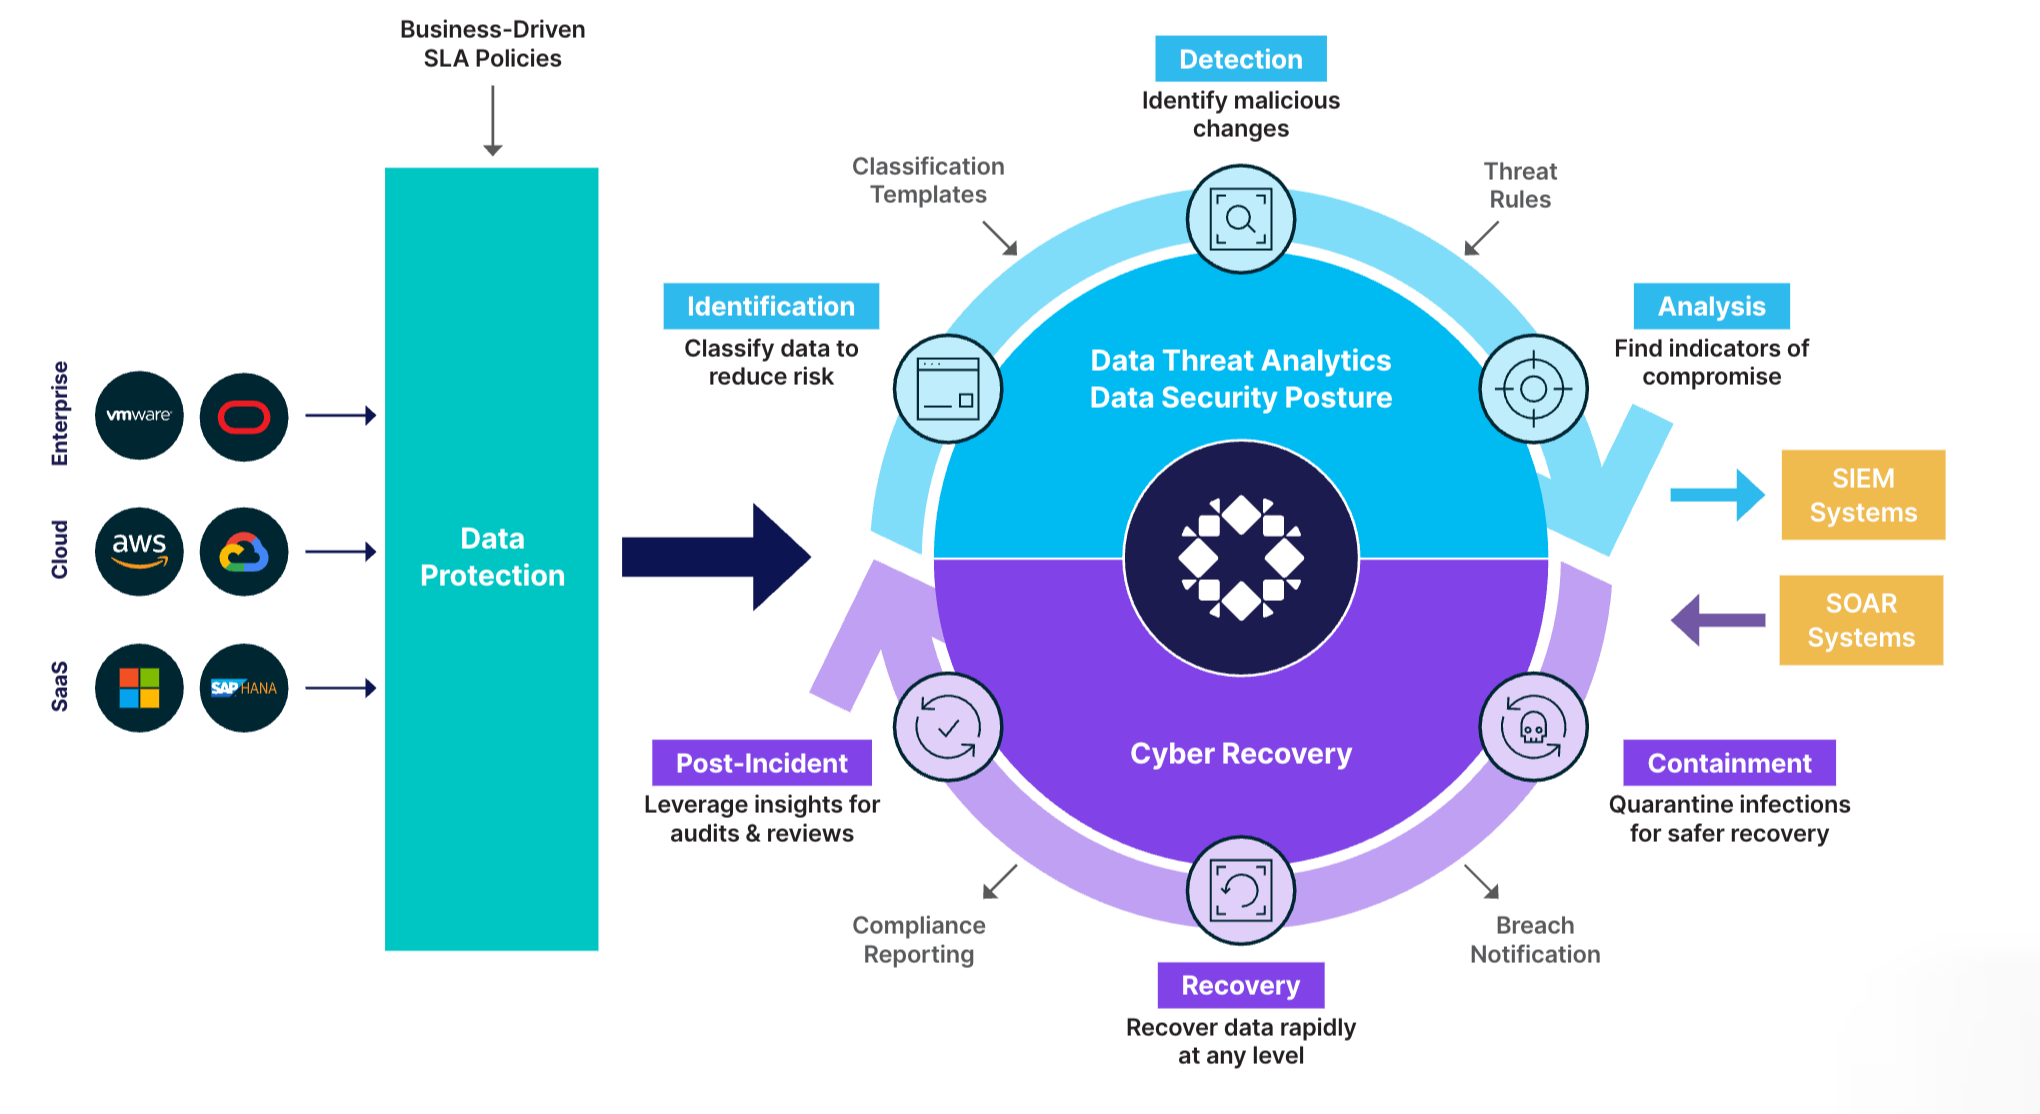 Business-Driven
SLA Policies
Enterprise
vmware
Cloud
aws
SaaS
SAP HANA
Data
Protection
Detection
Identify malicious
changes
Classification
Templates
Threat
Rules
Identification
Classify data to
reduce risk
Analysis
Find indicators of
compromise
Data Threat Analytics
Data Security Posture
SIEM
Systems
SOAR
Systems
Cyber Recovery
Post-Incident
Leverage insights for
audits & reviews
Containment
Quarantine infections
for safer recovery
Compliance
Reporting
Breach
Notification
Recovery
Recover data rapidly
at any level